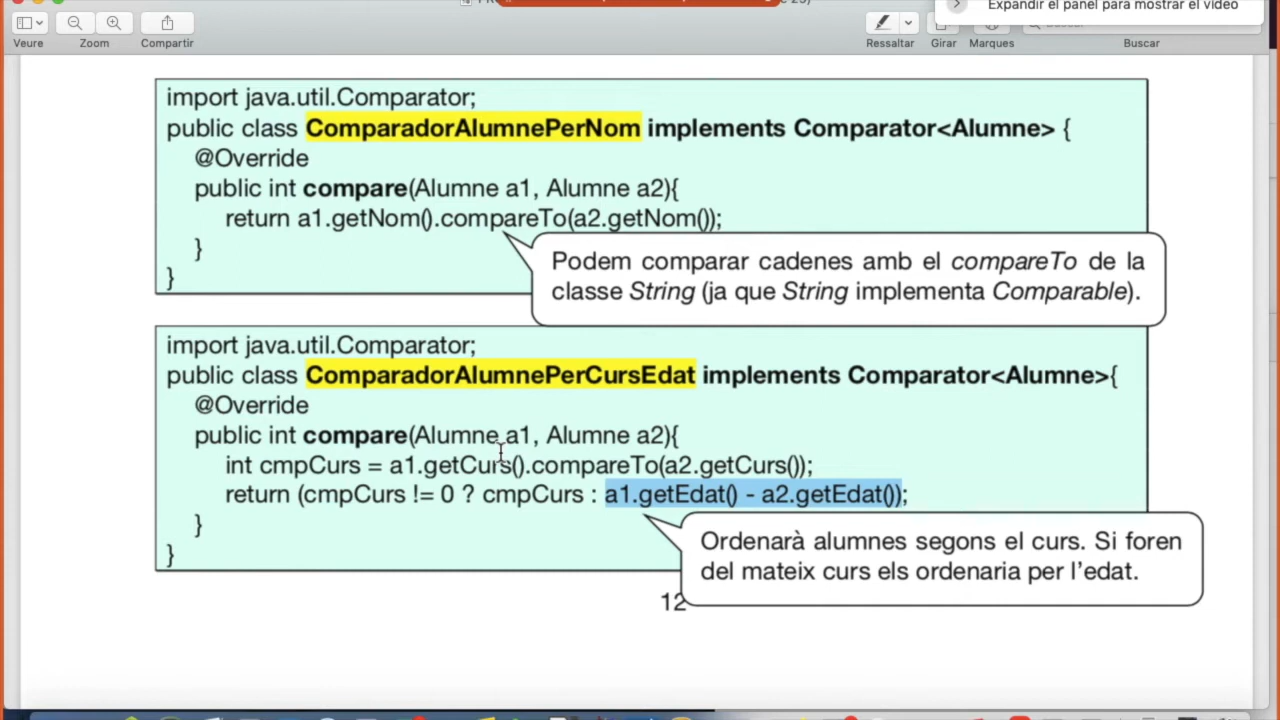 Expandir el panel para mostrar el vídeo
Veure
Zoom
Compartir
Ressaltar
Girar
Marques
Buscar
import java.util.Comparator;
public class ComparadorAlumnePerNom implements Comparator<Alumne> {
@Override
public int compare(Alumne a1, Alumne a2){
return a1.getNom().compareTo(a2.getNom());
}
}
Podem comparar cadenes amb el compareTo de la
classe String (ja que String implementa Comparable).
import java.util.Comparator;
public class ComparadorAlumnePerCursEdat implements Comparator<Alumne>{
@Override
public int compare(Alumne a1, Alumne a2){
int cmpCurs = a1.getCurs().compareTo(a2.getCurs());
return (cmpCurs != 0 ? cmpCurs : a1.getEdat() - a2.getEdat());
}
}
Ordenarà alumnes segons el curs. Si foren
del mateix curs els ordenaria per l'edat.
12